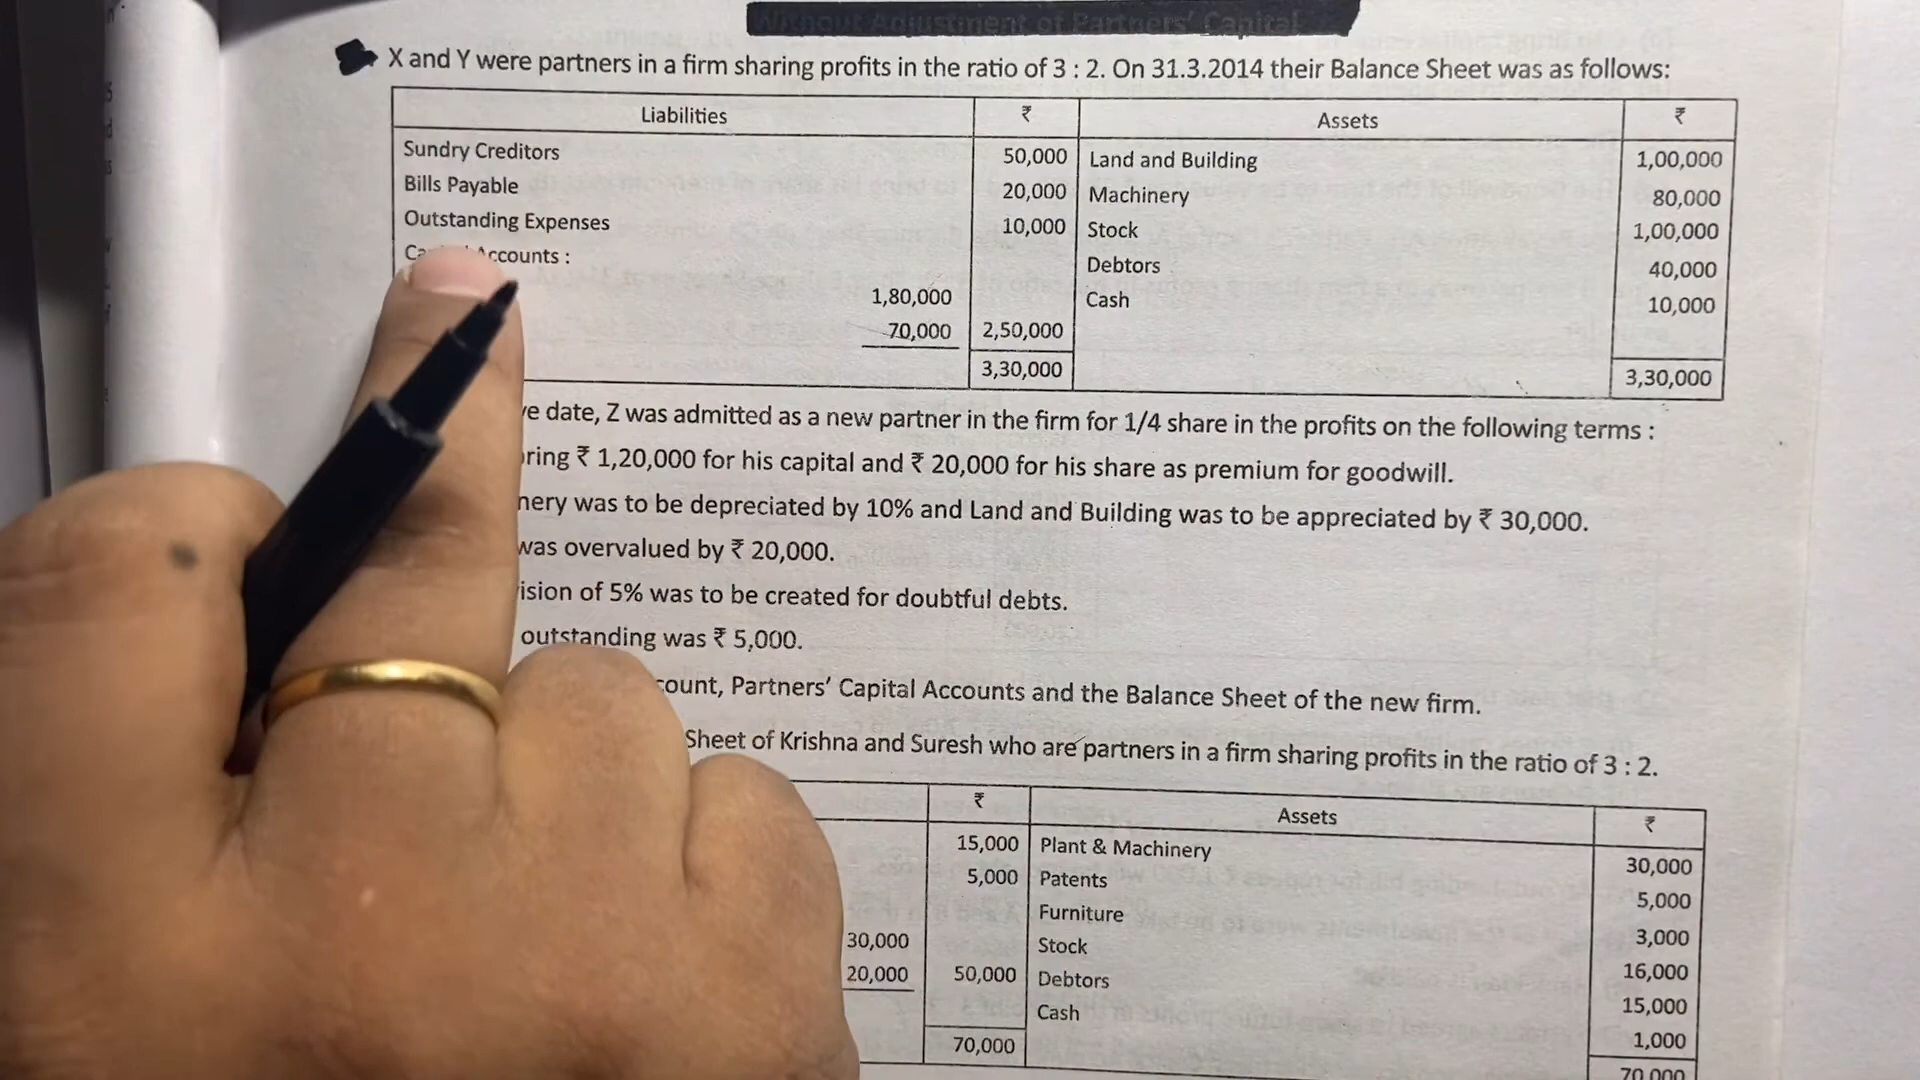 Without Adjustment of Partners' Capital
X and Y were partners in a firm sharing profits in the ratio of 3 : 2. On 31.3.2014 their Balance Sheet was as follows:
Liabilities ₹ Assets ₹
Sundry Creditors 50,000 Land and Building 1,00,000
Bills Payable 20,000 Machinery 80,000
Outstanding Expenses 10,000 Stock 1,00,000
ccounts : Debtors 40,000
1,80,000 Cash 10,000
70,000 2,50,000
3,30,000 3,30,000
date, Z was admitted as a new partner in the firm for 1/4 share in the profits on the following terms :
ring ₹ 1,20,000 for his capital and ₹ 20,000 for his share as premium for goodwill.
nery was to be depreciated by 10% and Land and Building was to be appreciated by ₹ 30,000.
was overvalued by ₹ 20,000.
ision of 5% was to be created for doubtful debts.
outstanding was ₹ 5,000.
count, Partners' Capital Accounts and the Balance Sheet of the new firm.
Sheet of Krishna and Suresh who are partners in a firm sharing profits in the ratio of 3 : 2.
₹ Assets ₹
15,000 Plant & Machinery 30,000
5,000 Patents 5,000
Furniture 3,000
30,000 Stock 16,000
20,000 50,000 Debtors 15,000
Cash 1,000
70,000 70,000